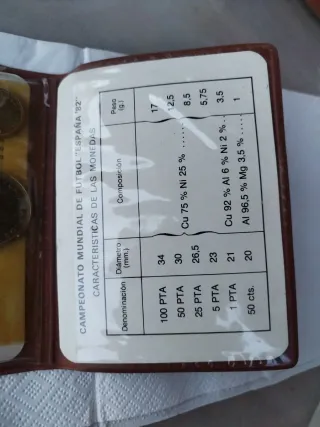 CAMPEONATO MUNDIAL DE FUTBOL "ESPAÑA "82"
CARACTERISTICAS DE LAS MONEDAS
Denominación Diámetro (mm.) Composición Peso (g.)
100 PTA 34 17
50 PTA 30 12,5
25 PTA 26,5 Cu 75 % Ni 25 % 8,5
5 PTA 23 5,75
1 PTA 21 Cu 92 % Al 6 % Ni 2 % 3,5
50 cts. 20 Al 96,5 % Mg 3,5 % 1